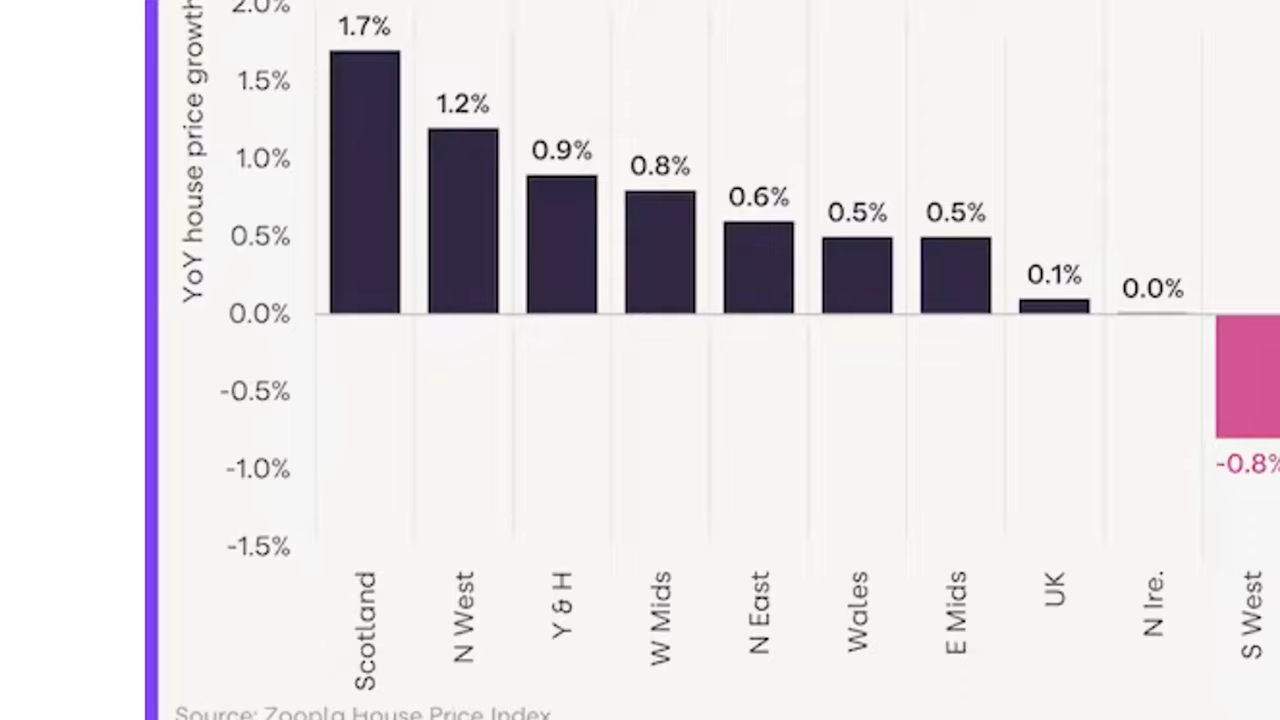 2.0%
1.5%
1.0%
0.5%
0.0%
-0.5%
-1.0%
-1.5%
YoY house price growth
1.7%
1.2%
0.9%
0.8%
0.6%
0.5%
0.5%
0.1%
0.0%
-0.8%
Scotland
N West
Y & H
W Mids
N East
Wales
E Mids
UK
N Ire.
S West
Source: Zoopla House Price Index